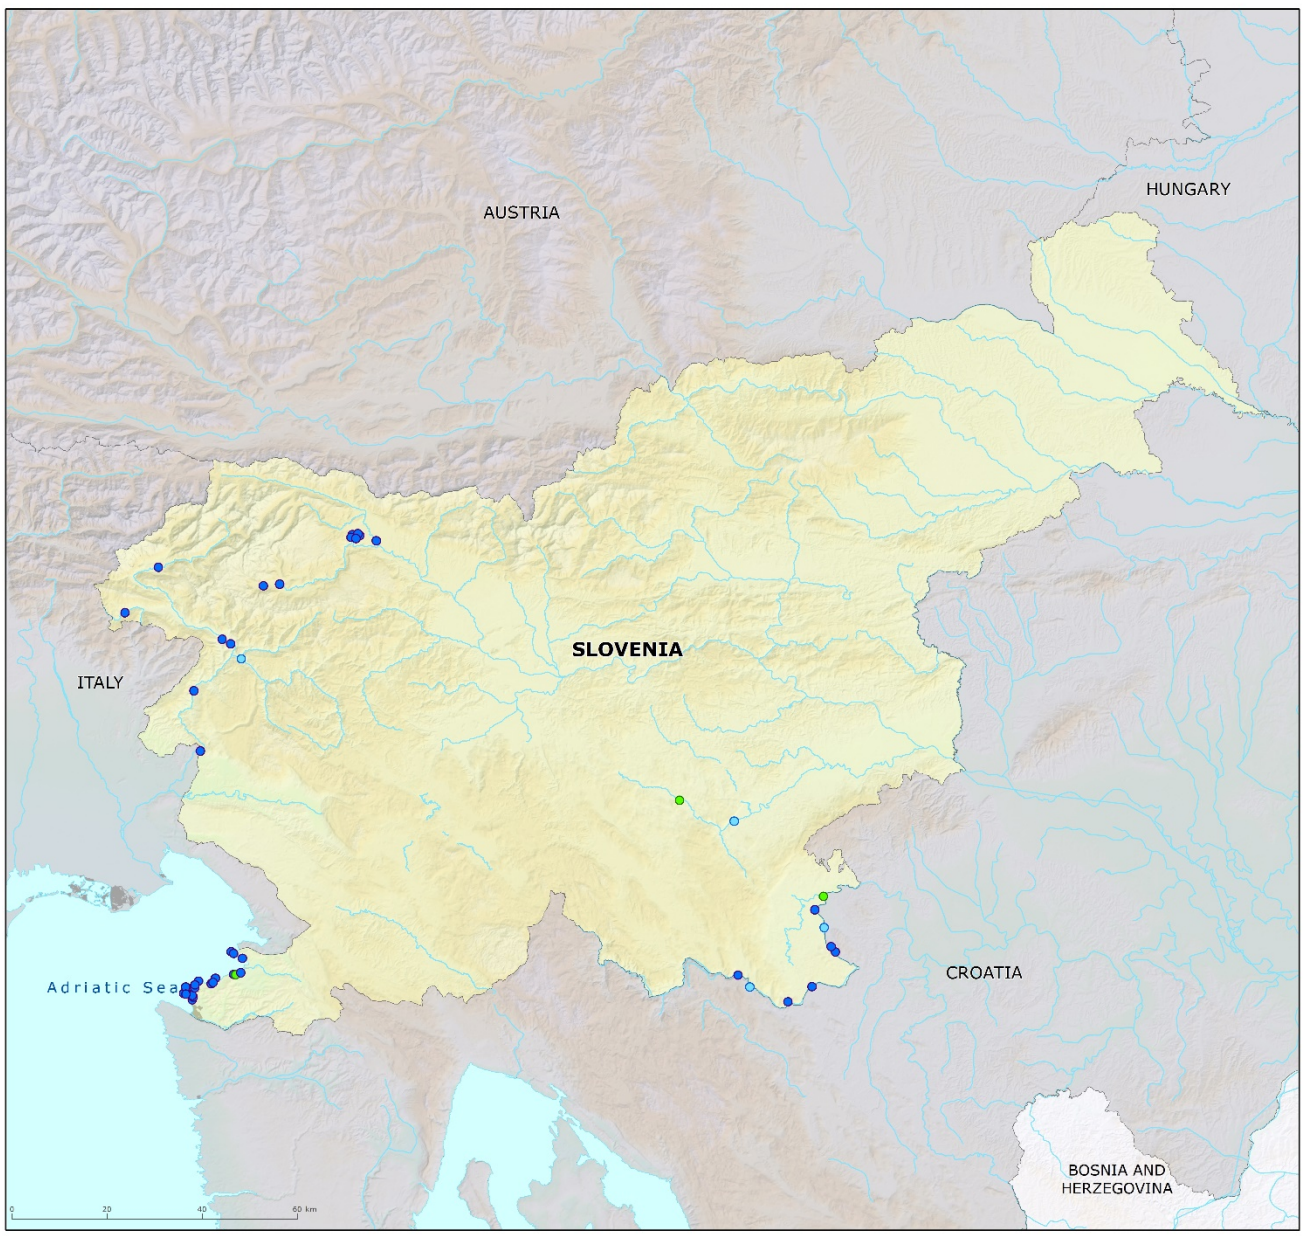 HUNGARY
AUSTRIA
SLOVENIA
ITALY
CROATIA
Adriatic Sea
BOSNIA AND
HERZEGOVINA
0 20 40 60 km